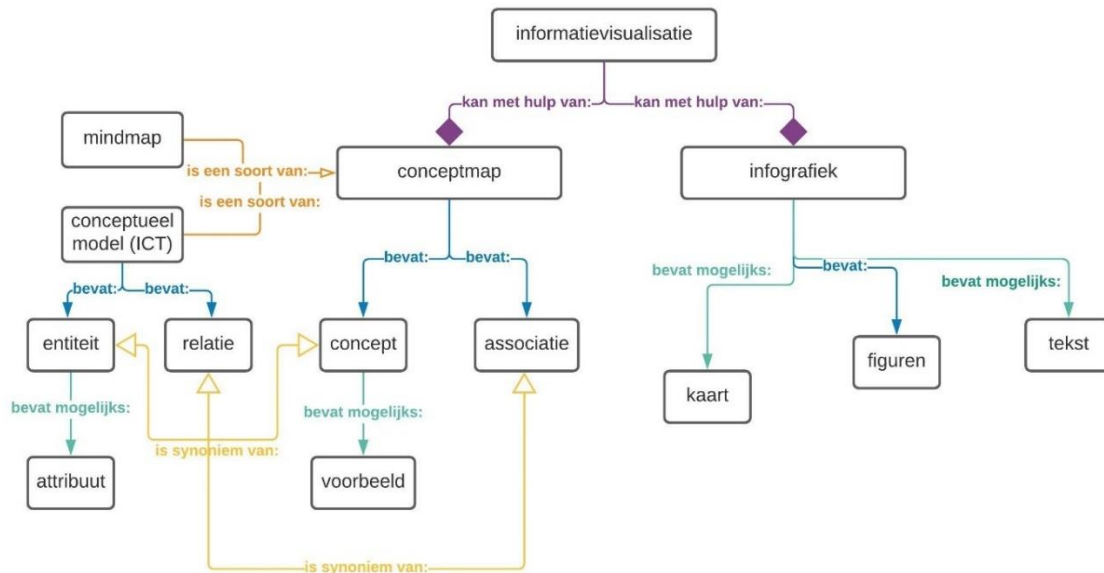 informatievisualisatie
kan met hulp van:
kan met hulp van:
mindmap
is een soort van:
conceptmap
infografiek
is een soort van:
conceptueel
model (ICT)
bevat:
bevat:
bevat mogelijks:
bevat:
bevat mogelijks:
bevat:
bevat:
entiteit
relatie
concept
associatie
figuren
tekst
kaart
bevat mogelijks:
bevat mogelijks:
is synoniem van:
attribuut
voorbeeld
is synoniem van: